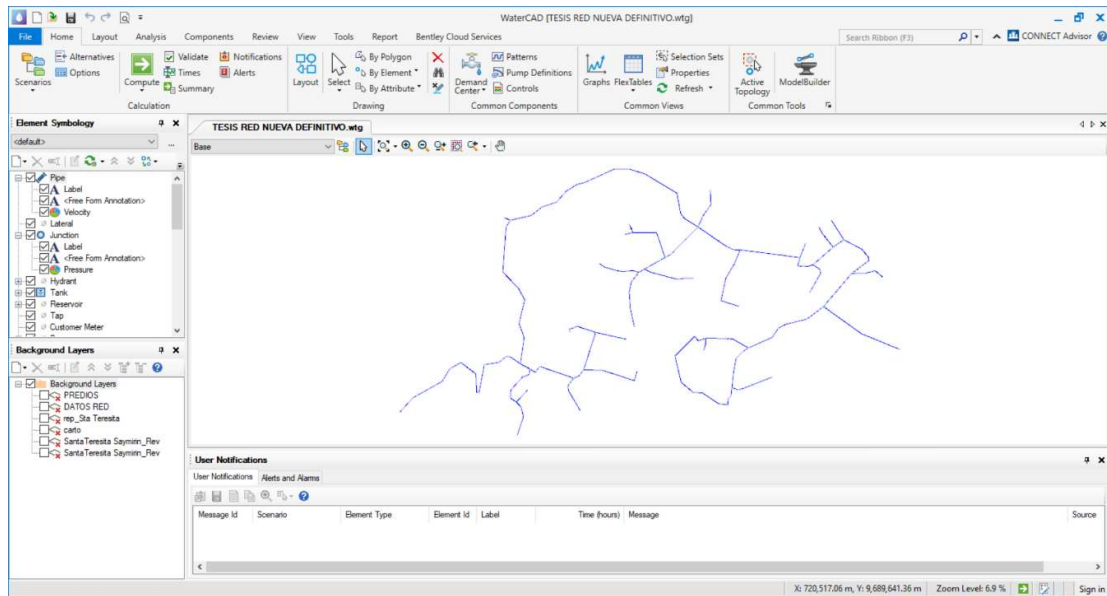 WaterCAD [TESIS RED NUEVA DEFINITIVO.wtg]
File Home Layout Analysis Components Review View Tools Report Bentley Cloud Services
Search Ribbon (F3)
CONNECT Advisor
Scenarios
Alternatives
Options
Compute
Validate
Times
Summary
Notifications
Alerts
Calculation
Layout
Select
By Polygon
By Element
By Attribute
Drawing
Demand Center
Patterns
Pump Definitions
Controls
Common Components
Graphs
FlexTables
Selection Sets
Properties
Refresh
Common Views
Active Topology
ModelBuilder
Common Tools
Element Symbology
<default>
Pipe
Label
<Free Form Annotation>
Velocity
Lateral
Junction
Label
<Free Form Annotation>
Pressure
Hydrant
Tank
Reservoir
Tap
Customer Meter
Background Layers
Background Layers
PREDIOS
DATOS RED
rep_Sta Teresita
carto
SantaTeresita Saymirin_Rev
SantaTeresita Saymirin_Rev
TESIS RED NUEVA DEFINITIVO.wtg
Base
User Notifications
User Notifications Alerts and Alarms
Message Id Scenario Element Type Element Id Label Time (hours) Message Source
X: 720,517.06 m, Y: 9,689,641.36 m Zoom Level: 6.9 % Sign in